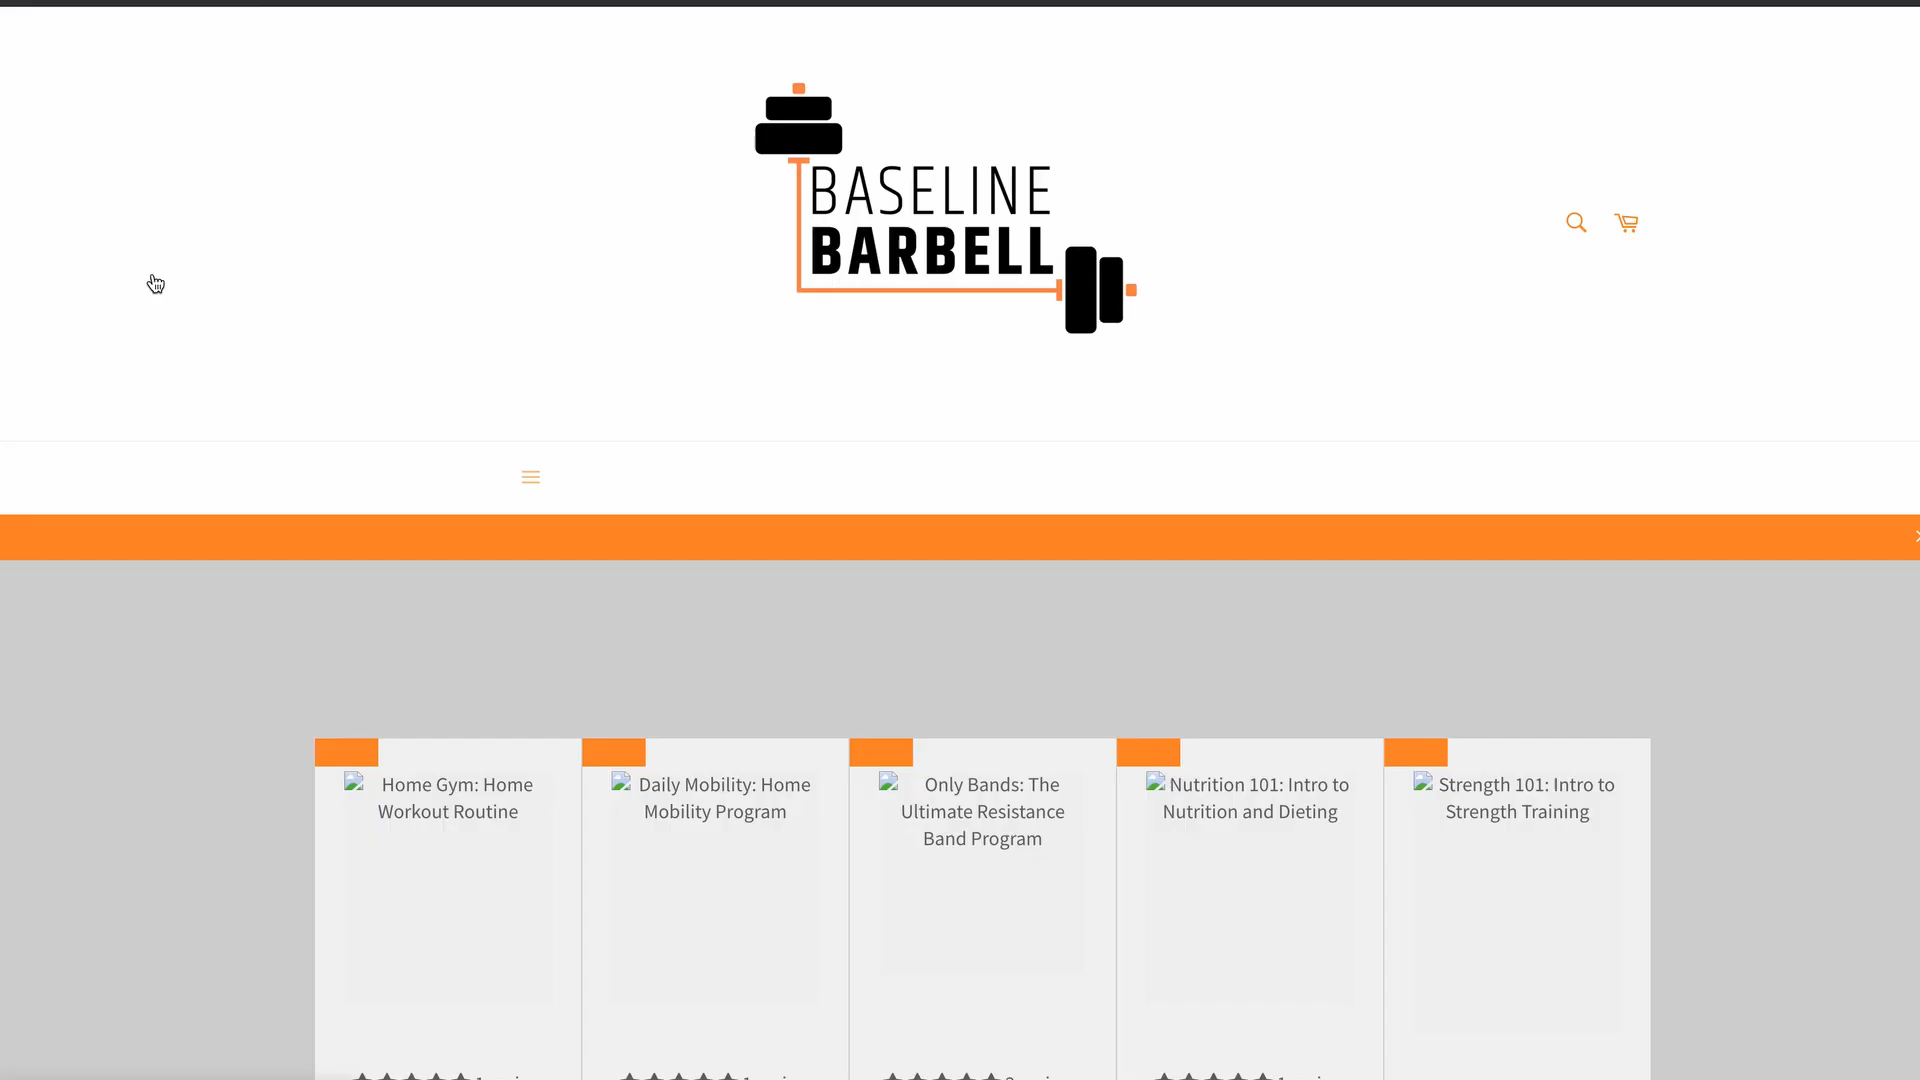 BASELINE
BARBELL
Home Gym: Home
Workout Routine
Daily Mobility: Home
Mobility Program
Only Bands: The
Ultimate Resistance
Band Program
Nutrition 101: Intro to
Nutrition and Dieting
Strength 101: Intro to
Strength Training